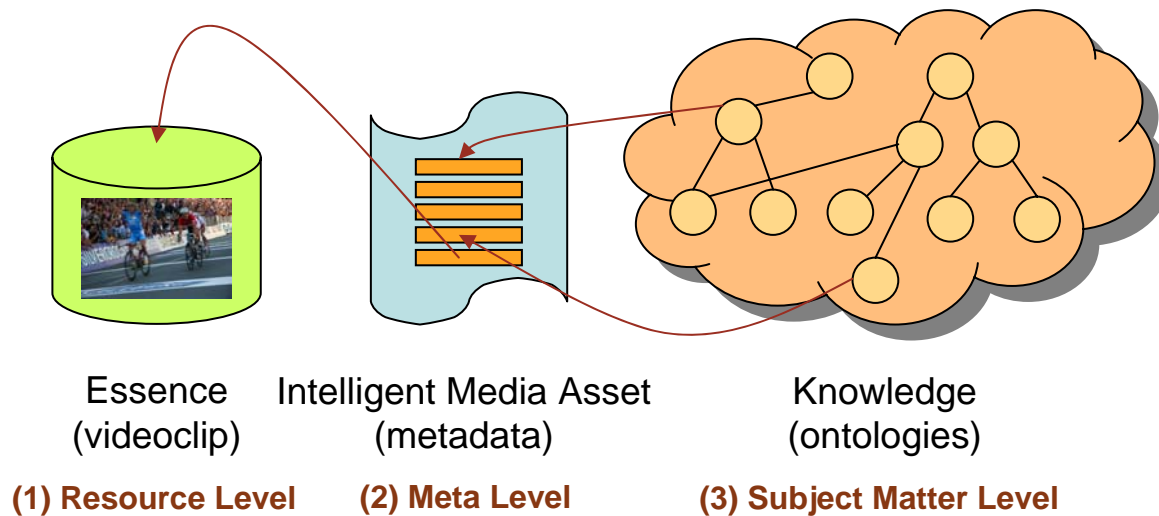 Essence
(videoclip)
(1) Resource Level
Intelligent Media Asset
(metadata)
(2) Meta Level
Knowledge
(ontologies)
(3) Subject Matter Level